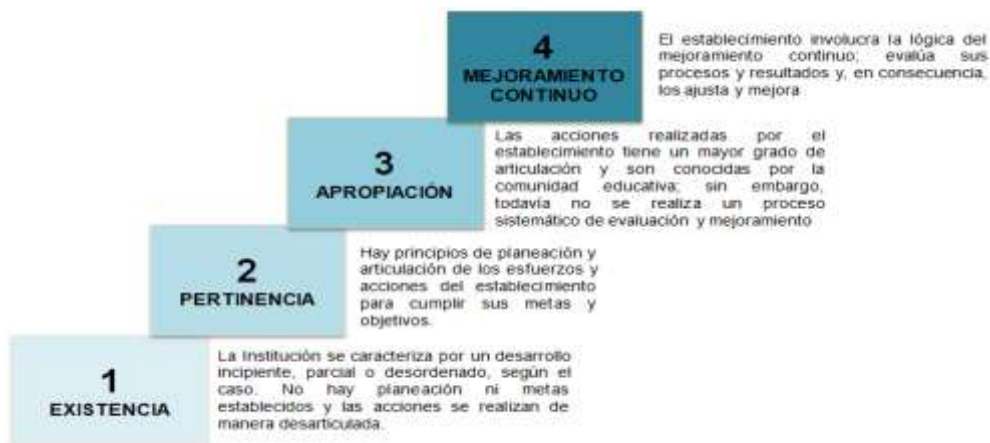 4
MEJORAMIENTO
CONTINUO
El establecimiento involucra la lógica del
mejoramiento continuo; evalúa sus
procesos y resultados y, en consecuencia,
los ajusta y mejora
3
APROPIACIÓN
Las acciones realizadas por el
establecimiento tiene un mayor grado de
articulación y son conocidas por la
comunidad educativa; sin embargo,
todavía no se realiza un proceso
sistemático de evaluación y mejoramiento
2
PERTINENCIA
Hay principios de planeación y
articulación de los esfuerzos y
acciones del establecimiento
para cumplir sus metas y
objetivos.
1
EXISTENCIA
La Institución se caracteriza por un desarrollo
incipiente, parcial o desordenado, según el
caso. No hay planeación ni metas
establecidos y las acciones se realizan de
manera desarticulada.